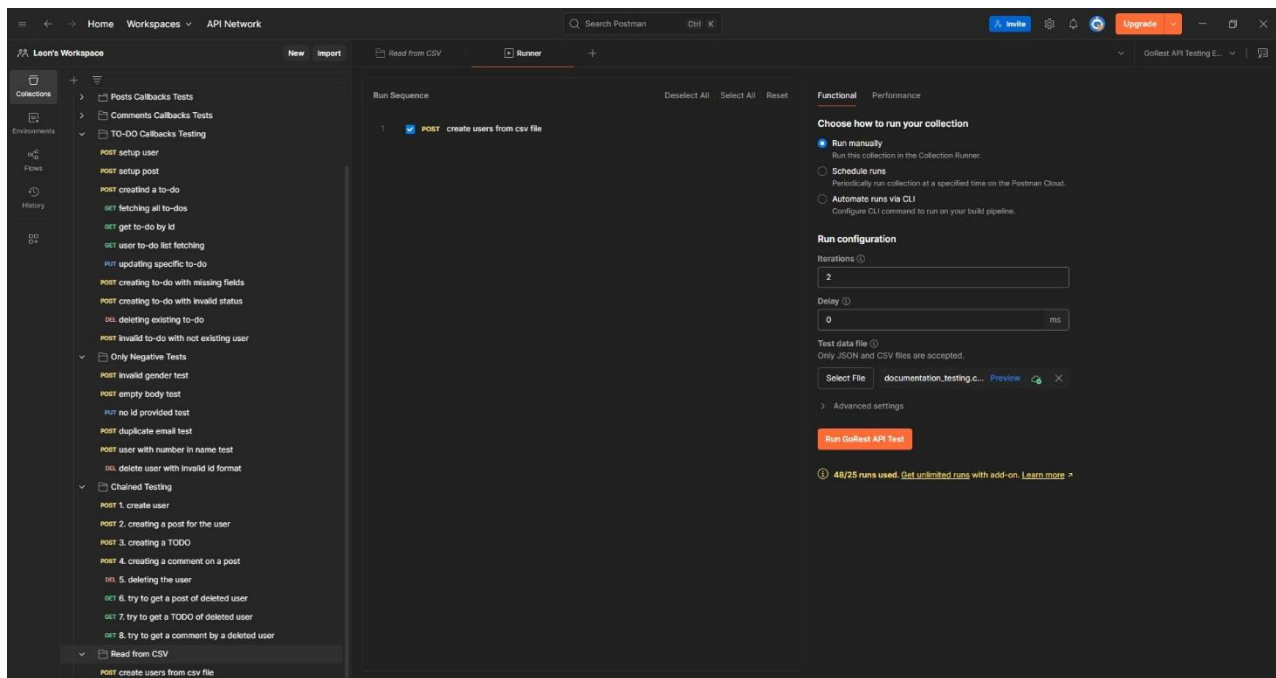 Home Workspaces API Network
Search Postman Ctrl K
Invite
Upgrade
Leon's Workspace
New Import
Read from CSV
Runner
GoRest API Testing E...
Collections
Environments
Flows
History
Posts Callbacks Tests
Comments Callbacks Tests
TO-DO Callbacks Testing
POST setup user
POST setup post
POST creatind a to-do
GET fetching all to-dos
GET get to-do by id
GET user to-do list fetching
PUT updating specific to-do
POST creating to-do with missing fields
POST creating to-do with invalid status
DEL deleting existing to-do
POST invalid to-do with not existing user
Only Negative Tests
POST invalid gender test
POST empty body test
PUT no id provided test
POST duplicate email test
POST user with number in name test
DEL delete user with invalid id format
Chained Testing
POST 1. create user
POST 2. creating a post for the user
POST 3. creating a TODO
POST 4. creating a comment on a post
DEL 5. deleting the user
GET 6. try to get a post of deleted user
GET 7. try to get a TODO of deleted user
GET 8. try to get a comment by a deleted user
Read from CSV
POST create users from csv file
Run Sequence
Deselect All Select All Reset
1 POST create users from csv file
Functional Performance
Choose how to run your collection
Run manually
Run this collection in the Collection Runner.
Schedule runs
Periodically run collection at a specified time on the Postman Cloud.
Automate runs via CLI
Configure CLI command to run on your build pipeline.
Run configuration
Iterations
2
Delay
0 ms
Test data file
Only JSON and CSV files are accepted.
Select File documentation_testing.c... Preview
Advanced settings
Run GoRest API Test
48/25 runs used. Get unlimited runs with add-on. Learn more